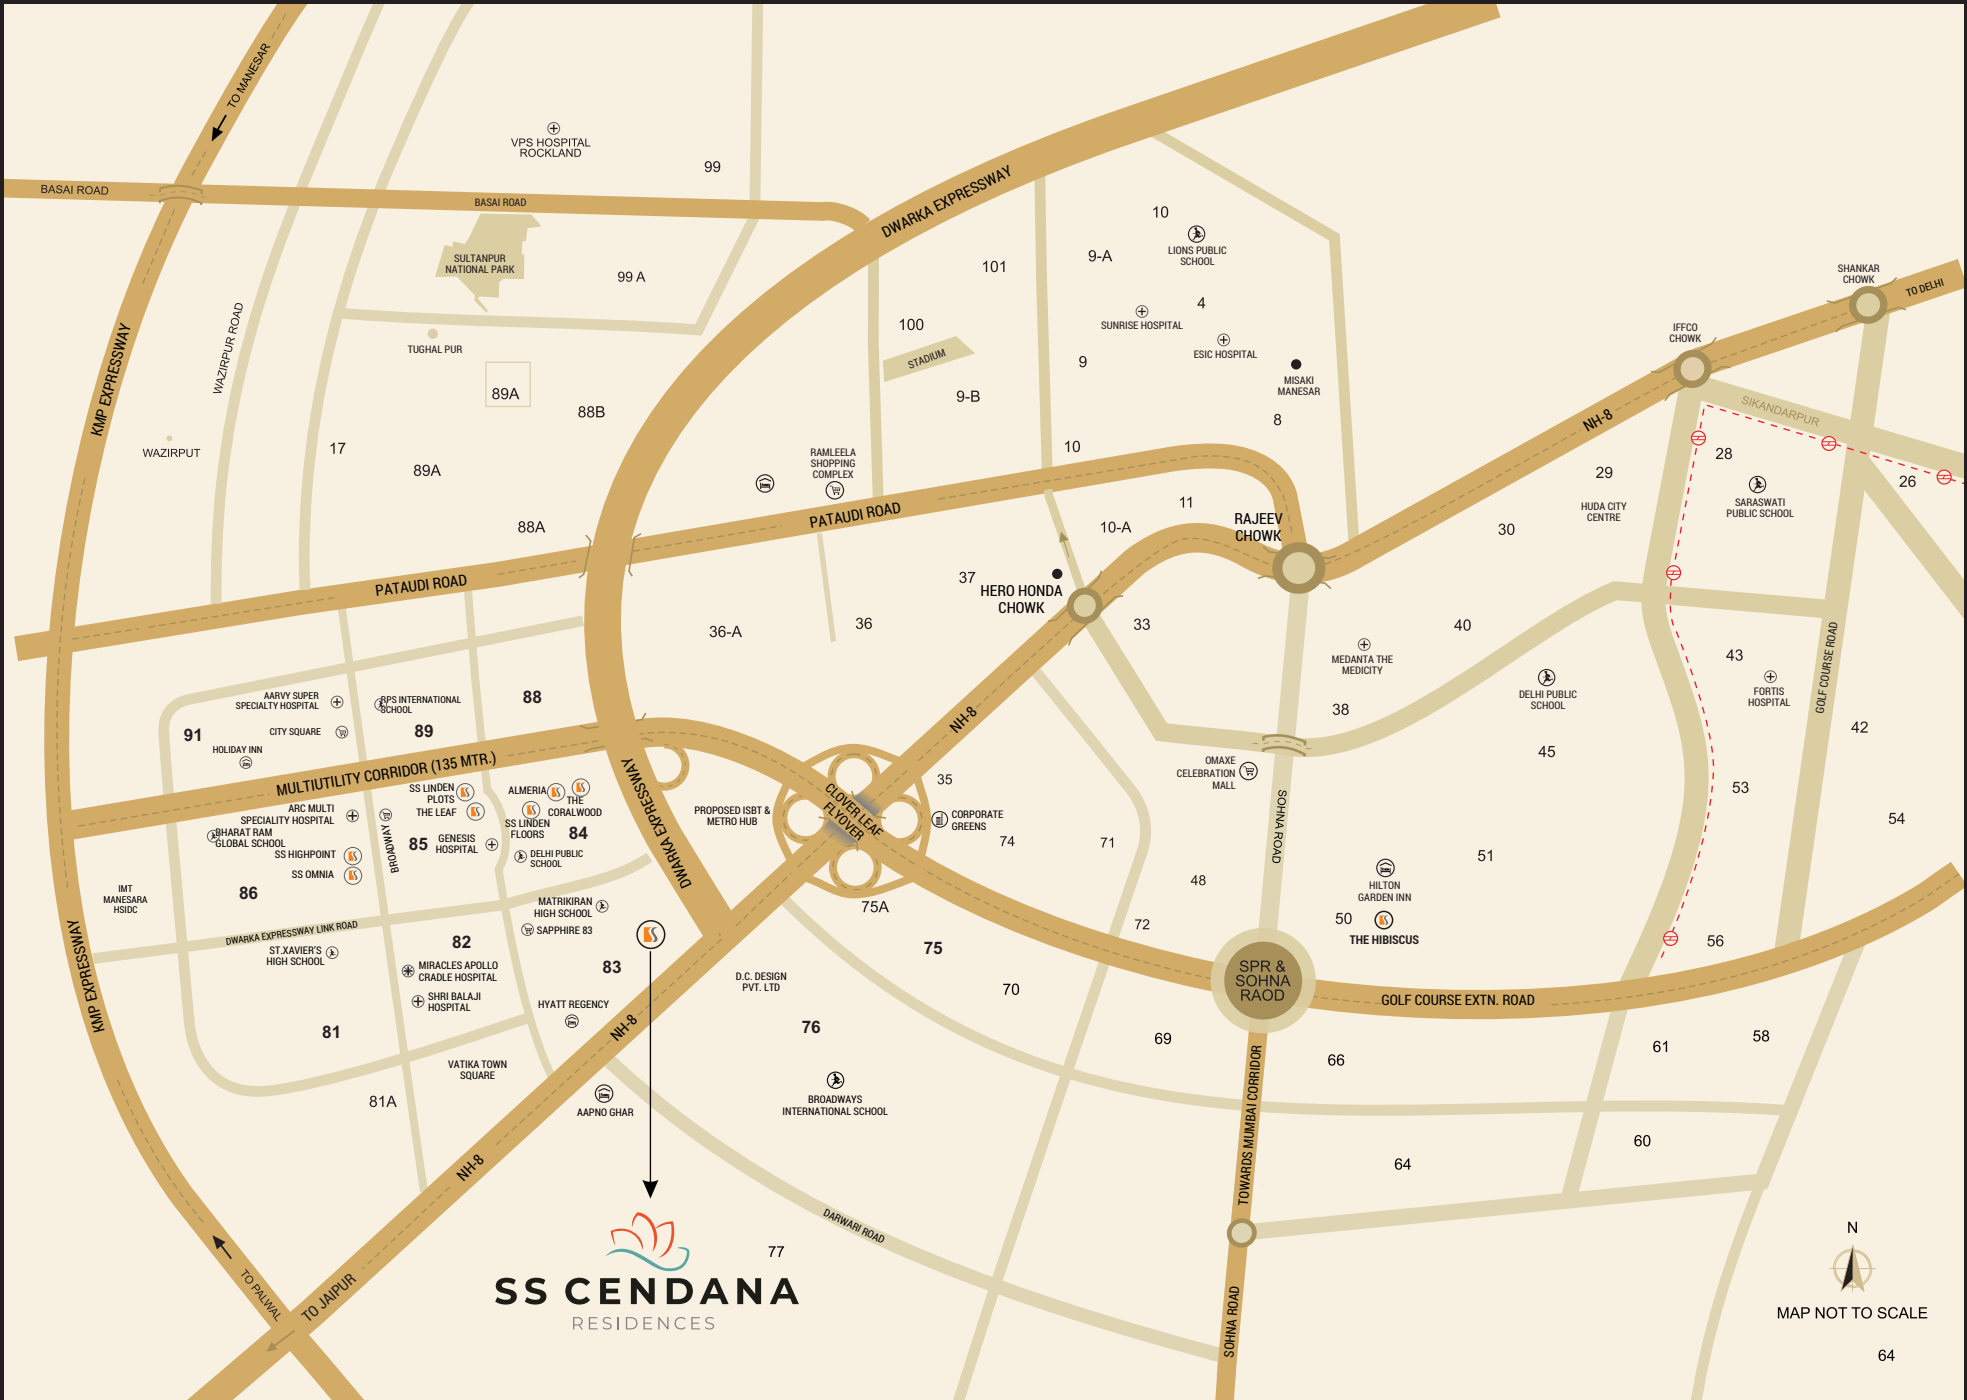 TO MANESAR
VPS HOSPITAL
ROCKLAND
99
BASAI ROAD
BASAI ROAD
DWARKA EXPRESSWAY
SULTANPUR
NATIONAL PARK
99 A
10
LIONS PUBLIC
SCHOOL
9-A
101
4
SUNRISE HOSPITAL
ESIC HOSPITAL
100
STADIUM
9
MISAKI
MANESAR
8
9-B
10
SHANKAR
CHOWK
TO DELHI
IFFCO
CHOWK
SIKANDARPUR
NH-8
KMP EXPRESSWAY
WAZIRPUR ROAD
TUGHAL PUR
89A
88B
WAZIRPUT
17
89A
88A
RAMLEELA
SHOPPING
COMPLEX
PATAUDI ROAD
PATAUDI ROAD
11
10-A
RAJEEV
CHOWK
29
28
26
HUDA CITY
CENTRE
SARASWATI
PUBLIC SCHOOL
30
37
HERO HONDA
CHOWK
36-A
36
33
40
MEDANTA THE
MEDICITY
43
FORTIS
HOSPITAL
GOLF COURSE ROAD
DELHI PUBLIC
SCHOOL
38
42
45
AARVY SUPER
SPECIALTY HOSPITAL
RPS INTERNATIONAL
SCHOOL
88
91
CITY SQUARE
89
HOLIDAY INN
MULTIUTILITY CORRIDOR (135 MTR.)
NH-8
OMAXE
CELEBRATION
MALL
SOHNA ROAD
53
54
SS LINDEN
PLOTS
THE LEAF
ALMERIA
THE
CORALWOOD
SS LINDEN
FLOORS
84
ARC MULTI
SPECIALITY HOSPITAL
BHARAT RAM
GLOBAL SCHOOL
BROADWAY
85
GENESIS
HOSPITAL
DELHI PUBLIC
SCHOOL
SS HIGHPOINT
SS OMNIA
DWARKA EXPRESSWAY
PROPOSED ISBT &
METRO HUB
CLOVER LEAF
FLYOVER
35
CORPORATE
GREENS
74
71
48
51
HILTON
GARDEN INN
50
THE HIBISCUS
72
56
IMT
MANESARA
HSIDC
86
DWARKA EXPRESSWAY LINK ROAD
MATRIKIRAN
HIGH SCHOOL
SAPPHIRE 83
75A
75
KMP EXPRESSWAY
ST.XAVIER'S
HIGH SCHOOL
82
MIRACLES APOLLO
CRADLE HOSPITAL
SHRI BALAJI
HOSPITAL
83
HYATT REGENCY
D.C. DESIGN
PVT. LTD
70
SPR &
SOHNA
RAOD
GOLF COURSE EXTN. ROAD
81
NH-8
76
69
66
61
58
VATIKA TOWN
SQUARE
81A
AAPNO GHAR
BROADWAYS
INTERNATIONAL SCHOOL
TOWARDS MUMBAI CORRIDOR
60
64
NH-8
DARWARI ROAD
77
TO PALWAL
TO JAIPUR
SS CENDANA
RESIDENCES
SOHNA ROAD
N
MAP NOT TO SCALE
64